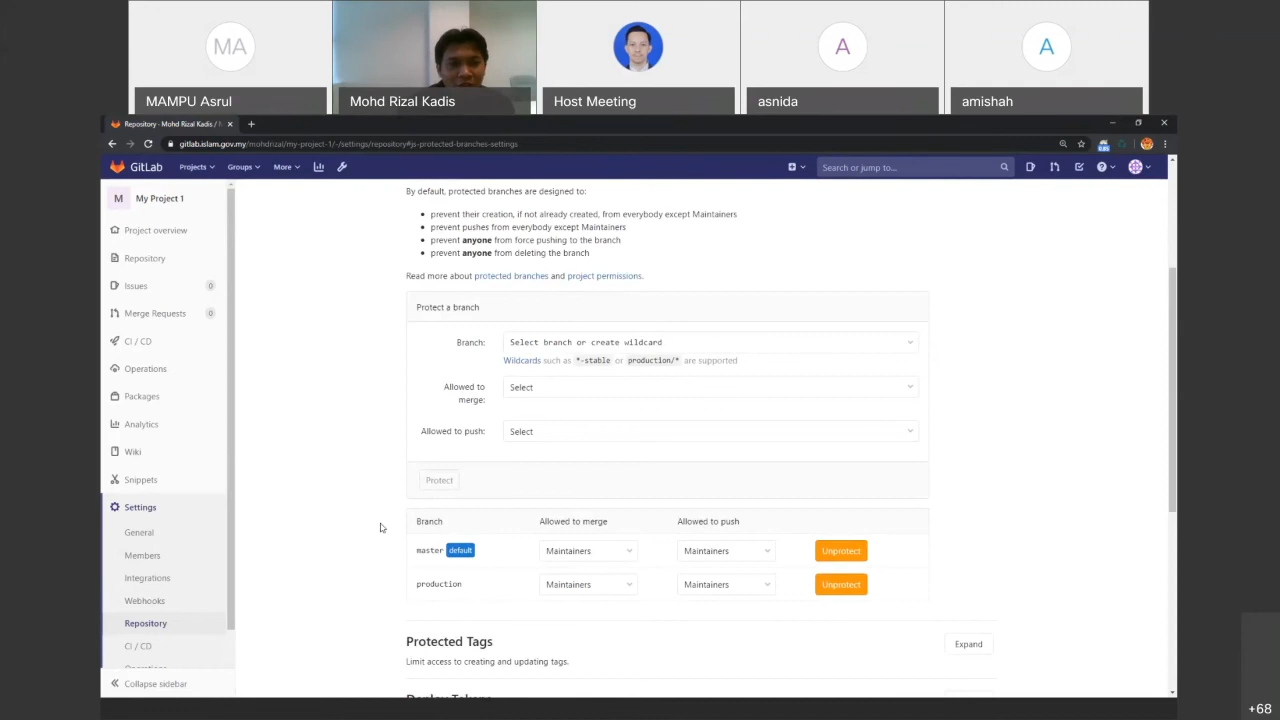 MA
A
A
MAMPU Asrul
Mohd Rizal Kadis
Host Meeting
asnida
amishah
Repository · Mohd Rizal Kadis / M
gitlab.islam.gov.my/mohdrizal/my-project-1/-/settings/repository#js-protected-branches-settings
GitLab
Projects
Groups
More
Search or jump to...
M
My Project 1
Project overview
Repository
Issues
0
Merge Requests
0
CI / CD
Operations
Packages
Analytics
Wiki
Snippets
Settings
General
Members
Integrations
Webhooks
Repository
CI / CD
Operations
Collapse sidebar
By default, protected branches are designed to:
prevent their creation, if not already created, from everybody except Maintainers
prevent pushes from everybody except Maintainers
prevent anyone from force pushing to the branch
prevent anyone from deleting the branch
Read more about protected branches and project permissions.
Protect a branch
Branch:
Select branch or create wildcard
Wildcards such as *-stable or production/* are supported
Allowed to
merge:
Select
Allowed to push:
Select
Protect
Branch Allowed to merge Allowed to push
master default Maintainers Maintainers Unprotect
production Maintainers Maintainers Unprotect
Protected Tags
Expand
Limit access to creating and updating tags.
Deploy Tokens
+68